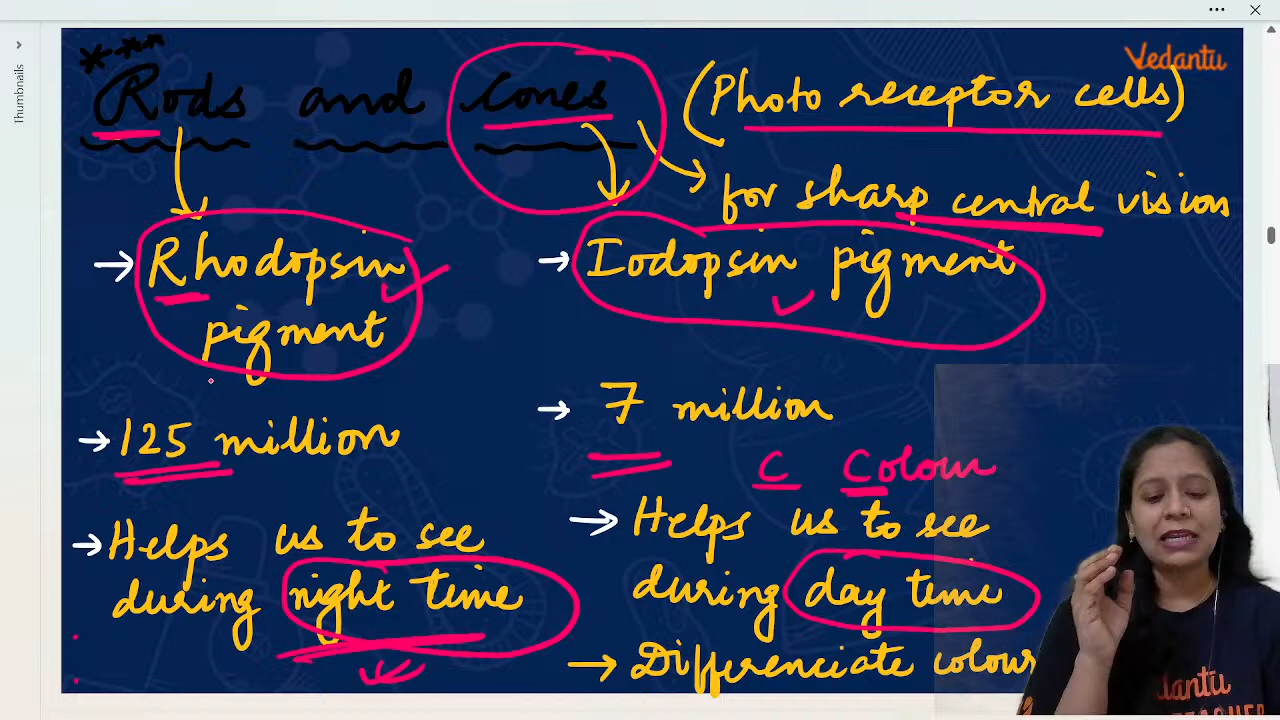 Thumbnails
Vedantu
Rods and Cones (Photo receptor cells)
for sharp central vision
Rhodopsin
pigment
125 million
Helps us to see
during night time
Iodopsin pigment
7 million
C Colour
Helps us to see
during day time
Differenciate colour